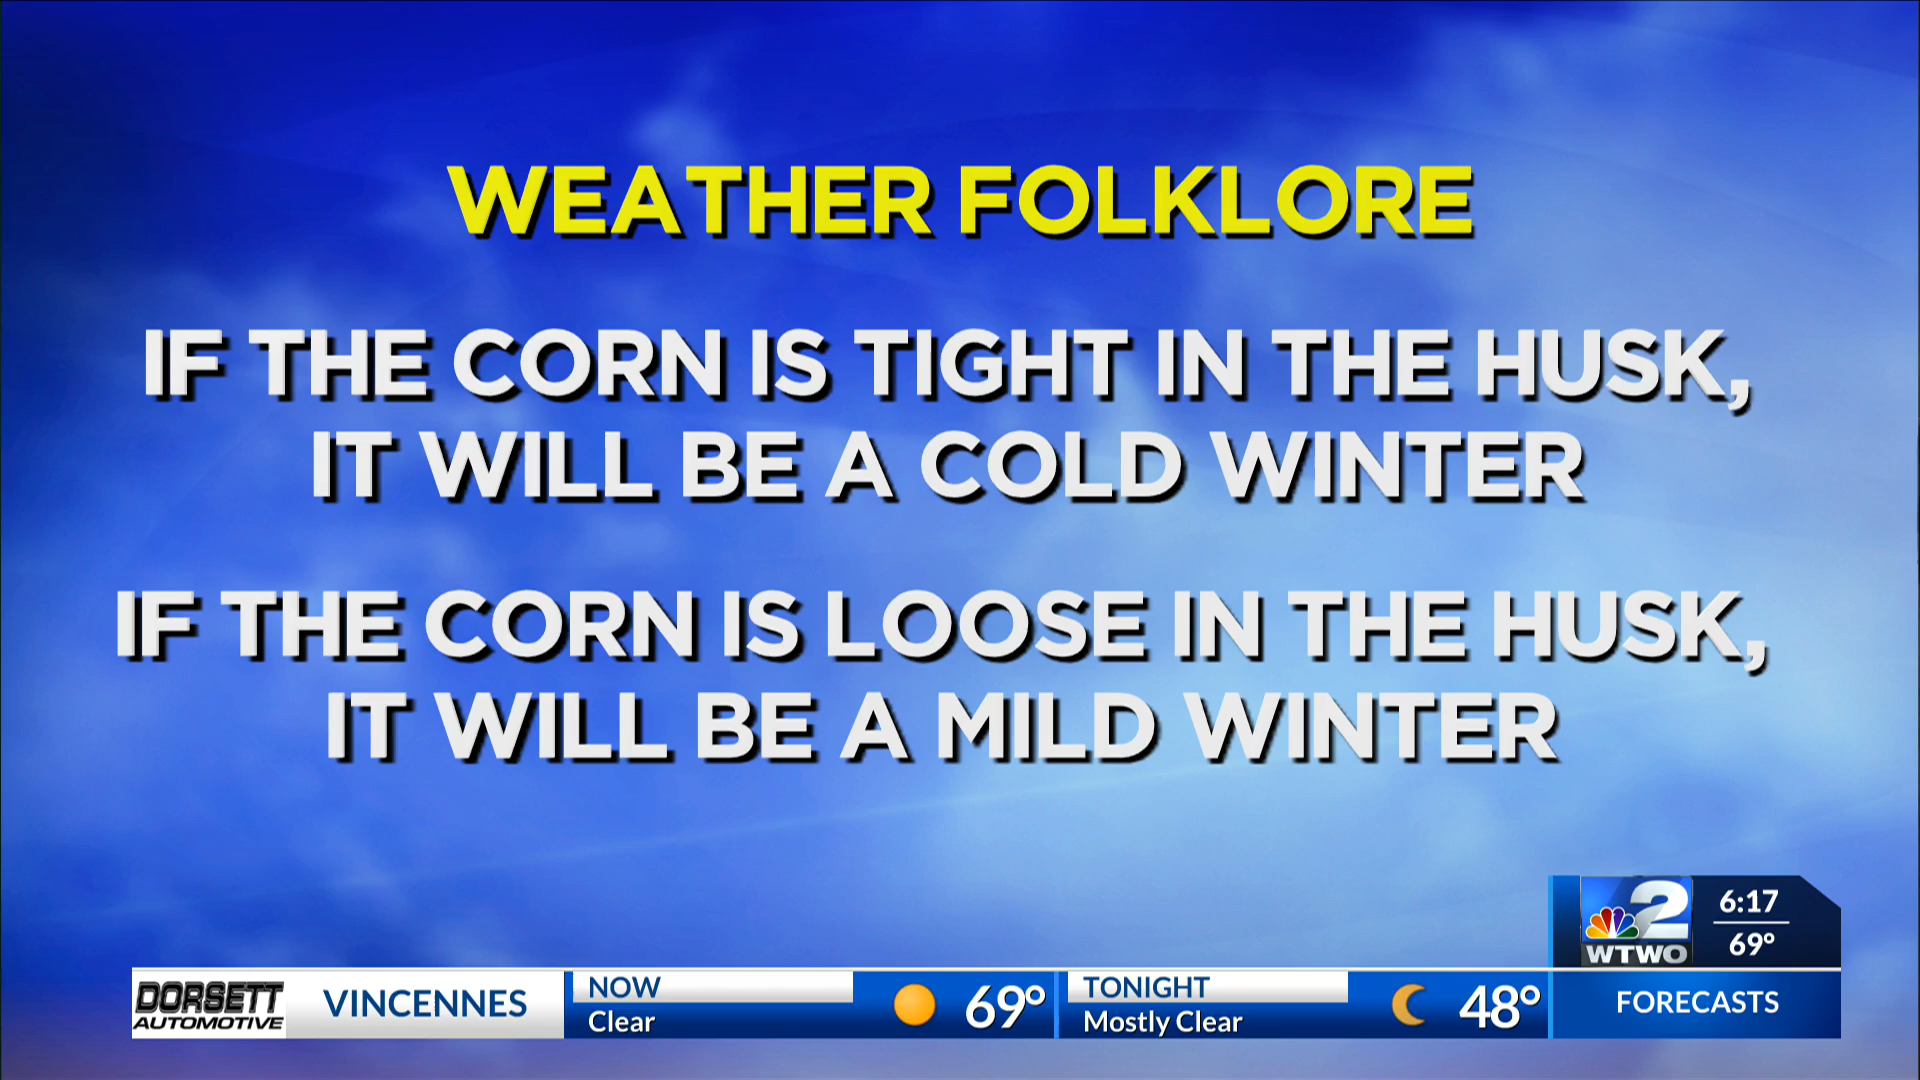 WEATHER FOLKLORE
IF THE CORN IS TIGHT IN THE HUSK,
IT WILL BE A COLD WINTER
IF THE CORN IS LOOSE IN THE HUSK,
IT WILL BE A MILD WINTER
2
WTWO
6:17
69°
DORSETT
AUTOMOTIVE
VINCENNES
NOW
Clear
69°
TONIGHT
Mostly Clear
48°
FORECASTS